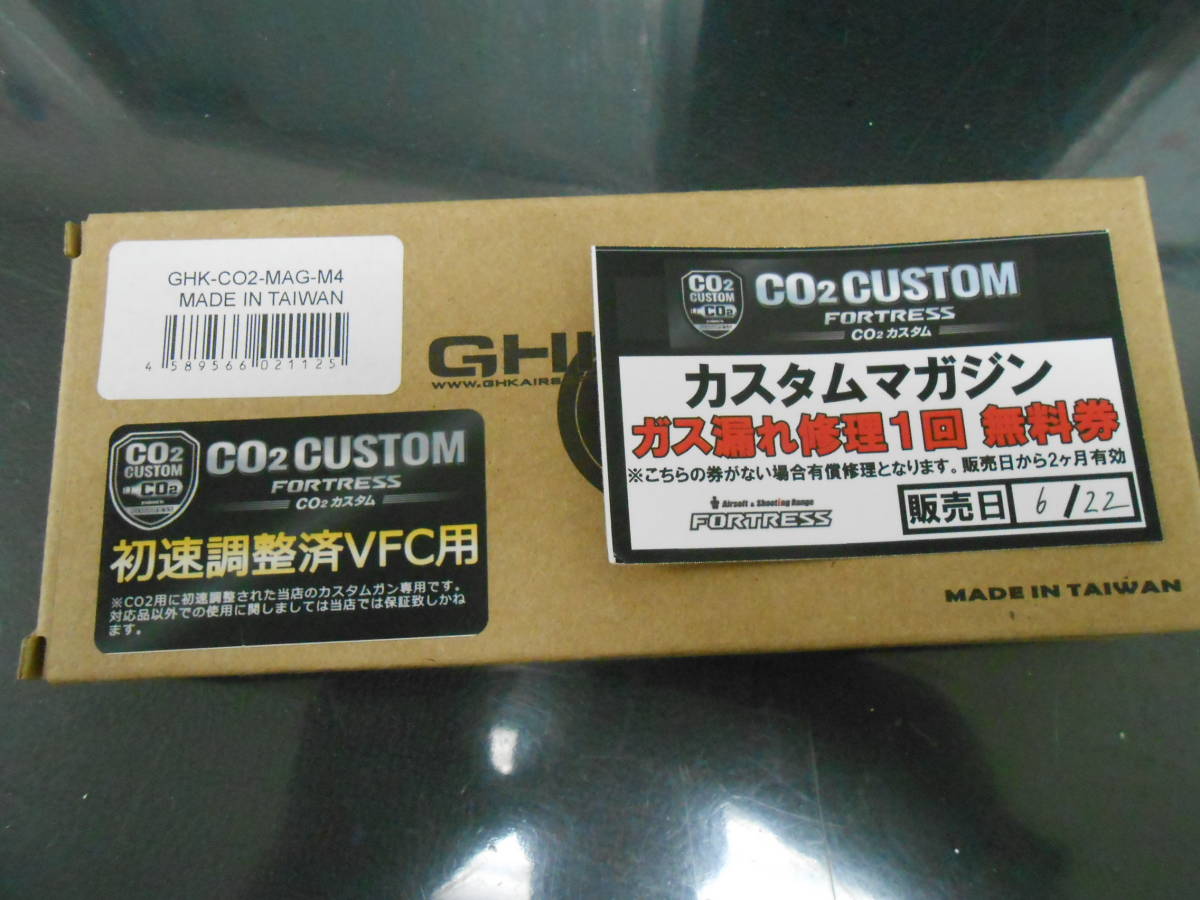 GHK-CO2-MAG-M4
MADE IN TAIWAN
4 589566 021125
CO2
CUSTOM
CO2
CO2 CUSTOM
FORTRESS
CO2 カスタム
初速調整済VFC用
※CO2用に初速調整された当店のカスタムガン専用です。
対応品以外での使用に関しましては当店では保証致しかね
ます。
CO2
CUSTOM
CO2
CO2 CUSTOM
FORTRESS
CO2 カスタム
カスタムマガジン
ガス漏れ修理1回 無料券
※こちらの券がない場合有償修理となります。販売日から2ヶ月有効
Airsoft & Shooting Range
FORTRESS
販売日 6/22
MADE IN TAIWAN